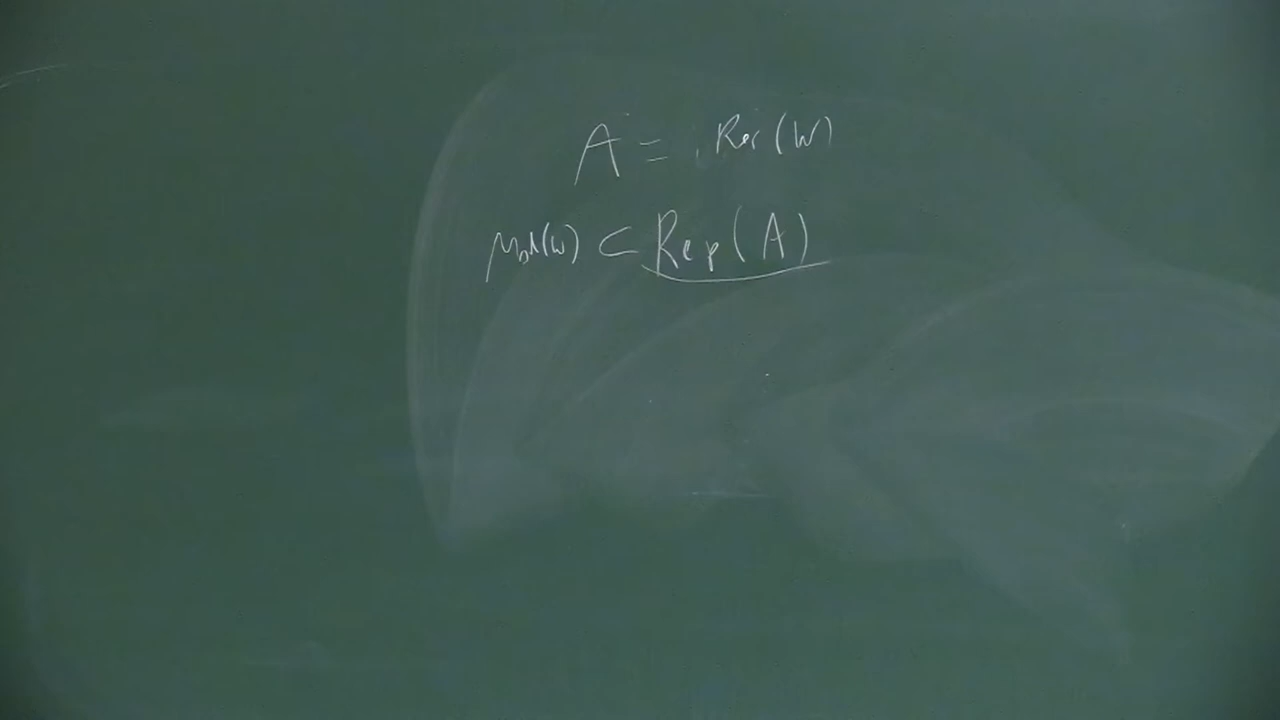 A = Rep(W)
Mod(W) ⊂ Rep(A)